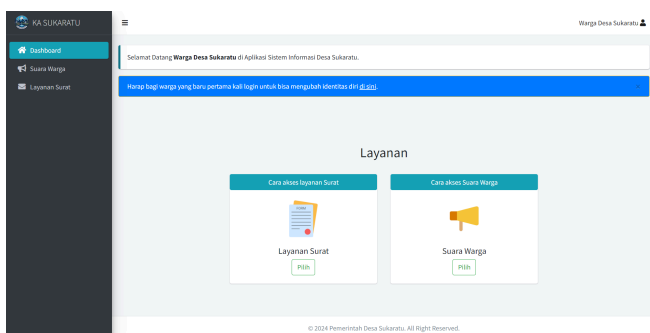 KA SUKARATU
Warga Desa Sukaratu
Dashboard
Suara Warga
Layanan Surat
Selamat Datang Warga Desa Sukaratu di Aplikasi Sistem Informasi Desa Sukaratu.
Harap bagi warga yang baru pertama kali login untuk bisa mengubah identitas diri di sini.
Layanan
Cara akses layanan Surat
Layanan Surat
Pilih
Cara akses Suara Warga
Suara Warga
Pilih
© 2024 Pemerintah Desa Sukaratu. All Right Reserved.